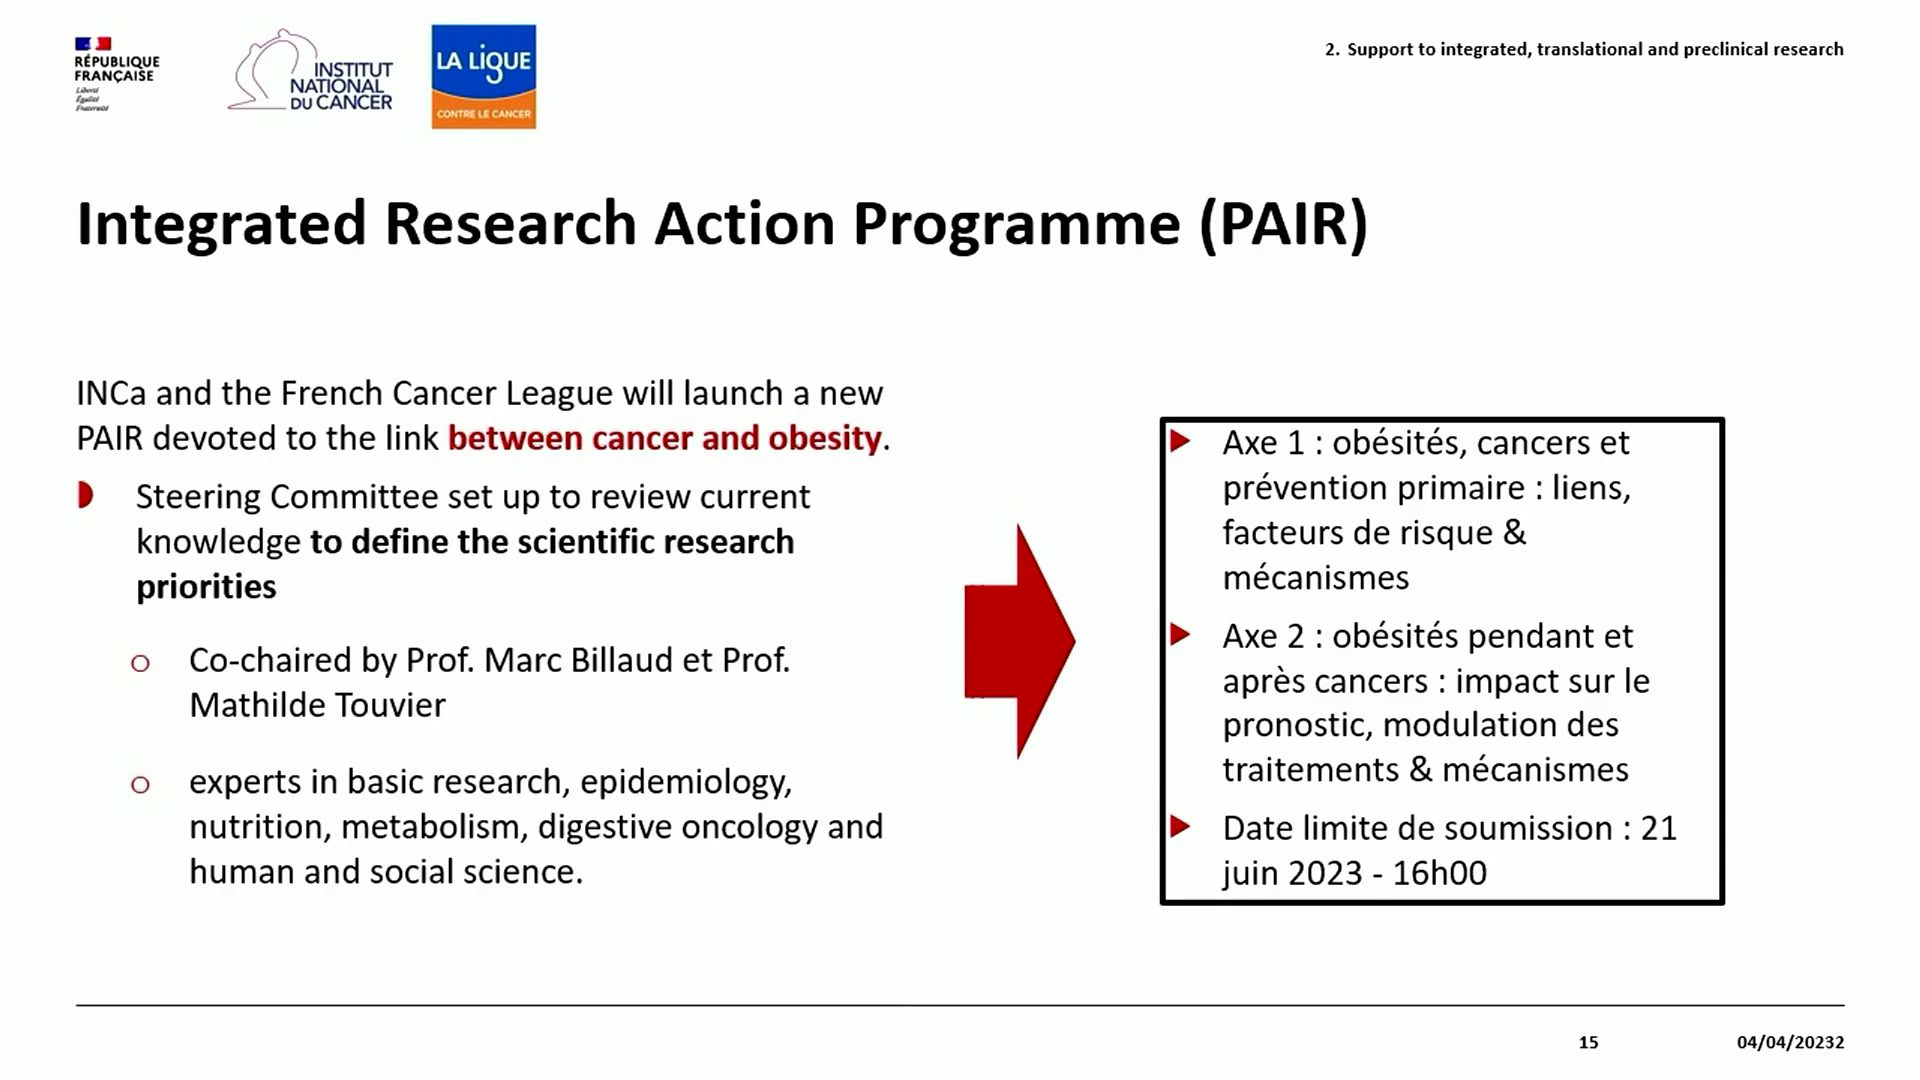 RÉPUBLIQUE
FRANÇAISE
Liberté
Égalité
Fraternité
INSTITUT
NATIONAL
DU CANCER
LA LIGUE
CONTRE LE CANCER
2. Support to integrated, translational and preclinical research
Integrated Research Action Programme (PAIR)
INCa and the French Cancer League will launch a new
PAIR devoted to the link between cancer and obesity.
Steering Committee set up to review current
knowledge to define the scientific research
priorities
Co-chaired by Prof. Marc Billaud et Prof.
Mathilde Touvier
experts in basic research, epidemiology,
nutrition, metabolism, digestive oncology and
human and social science.
Axe 1 : obésités, cancers et
prévention primaire : liens,
facteurs de risque &
mécanismes
Axe 2 : obésités pendant et
après cancers : impact sur le
pronostic, modulation des
traitements & mécanismes
Date limite de soumission : 21
juin 2023 - 16h00
15
04/04/20232